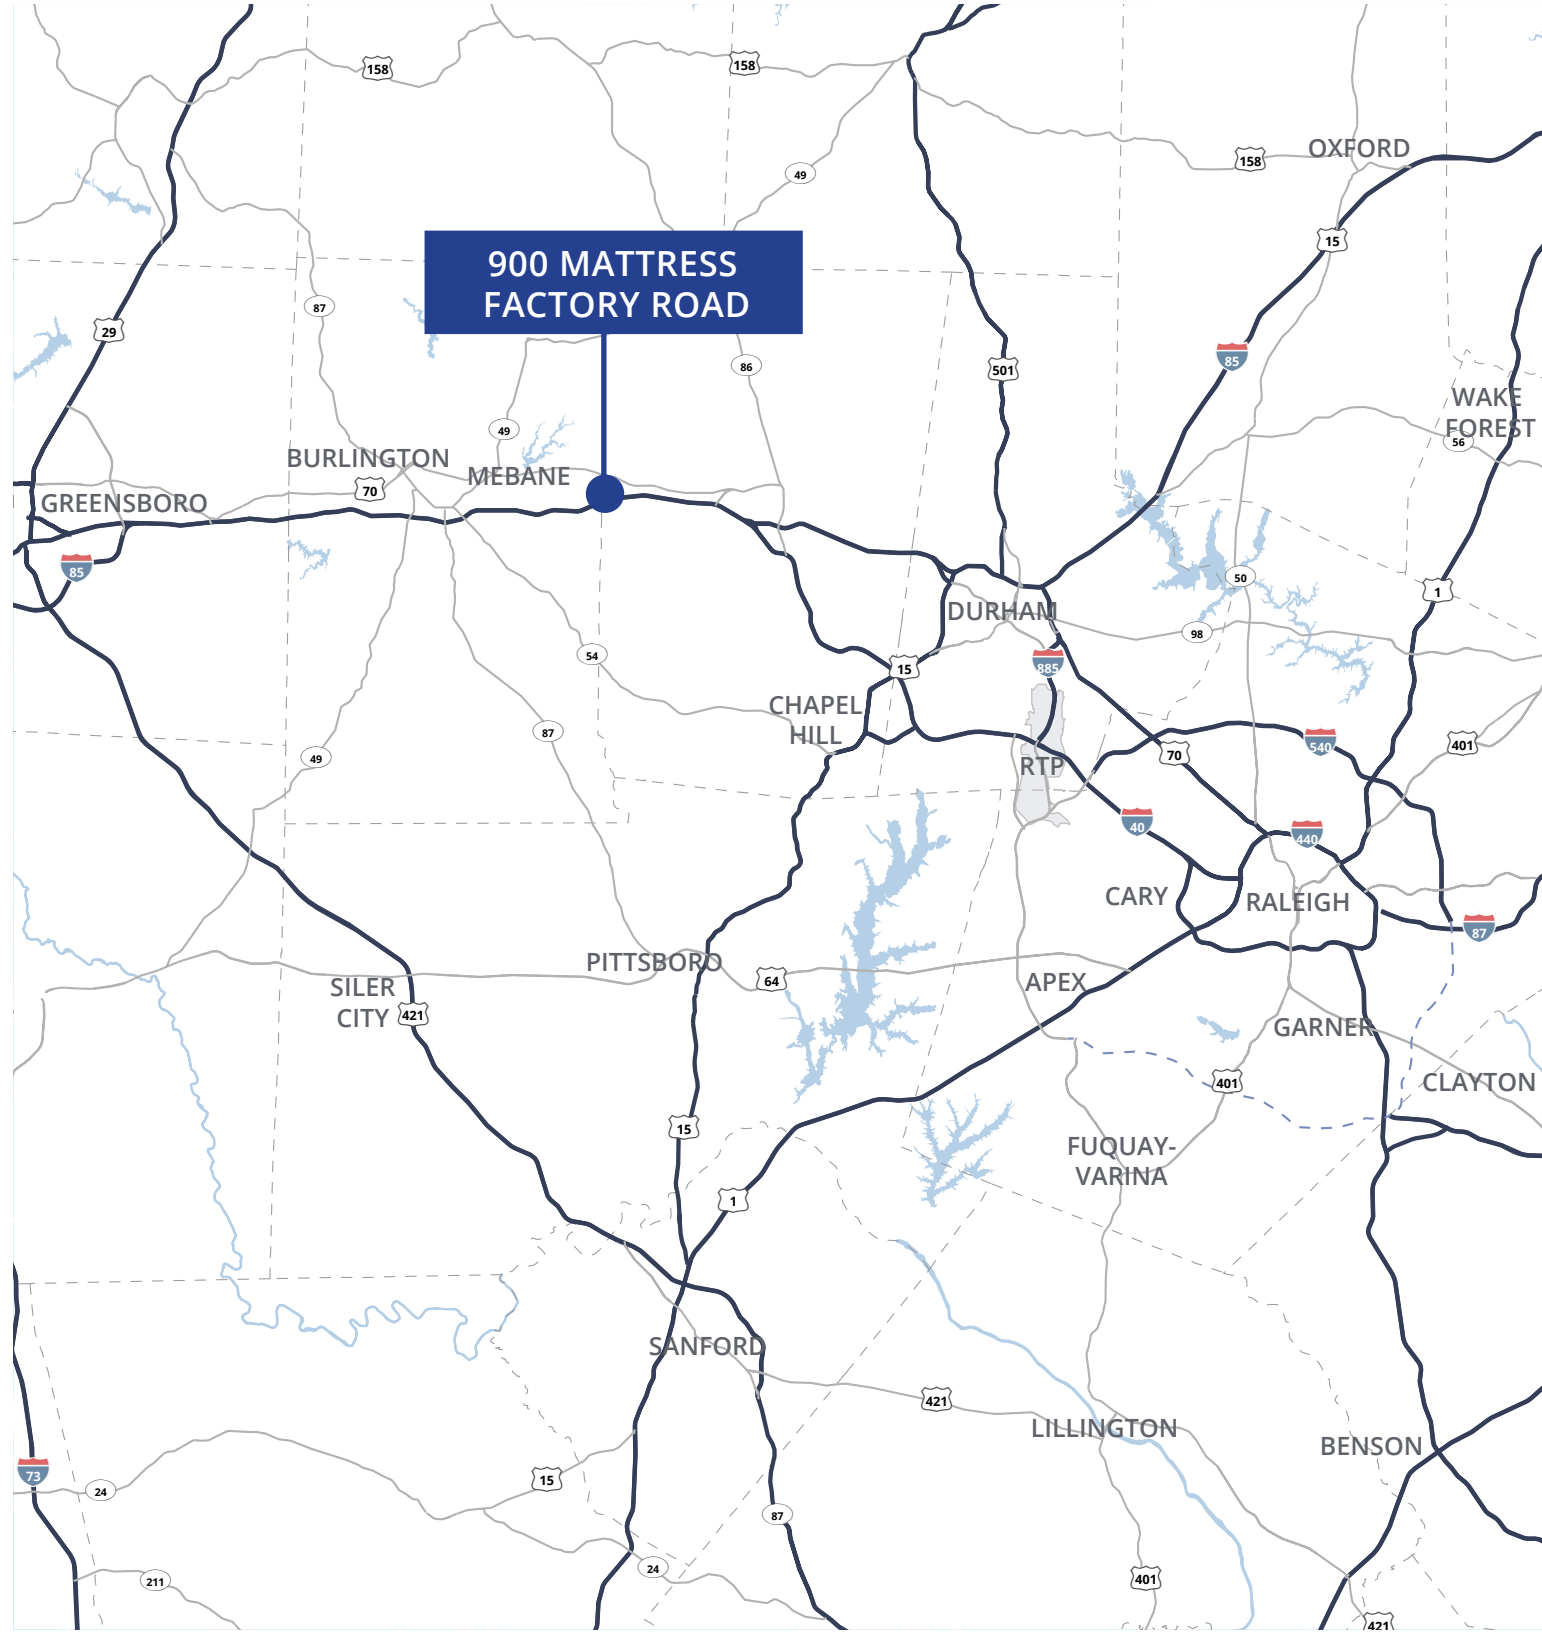 158
158
49
158
OXFORD
15
900 MATTRESS
FACTORY ROAD
87
29
85
86
501
WAKE
FOREST
56
49
BURLINGTON
MEBANE
70
GREENSBORO
85
50
1
DURHAM
98
54
15
885
CHAPEL
HILL
87
49
RTP
70
540
401
40
440
CARY
RALEIGH
87
PITTSBORO
64
SILER
CITY
421
APEX
GARNER
401
CLAYTON
15
FUQUAY-
VARINA
1
SANFORD
421
LILLINGTON
BENSON
73
24
15
87
24
211
401
421